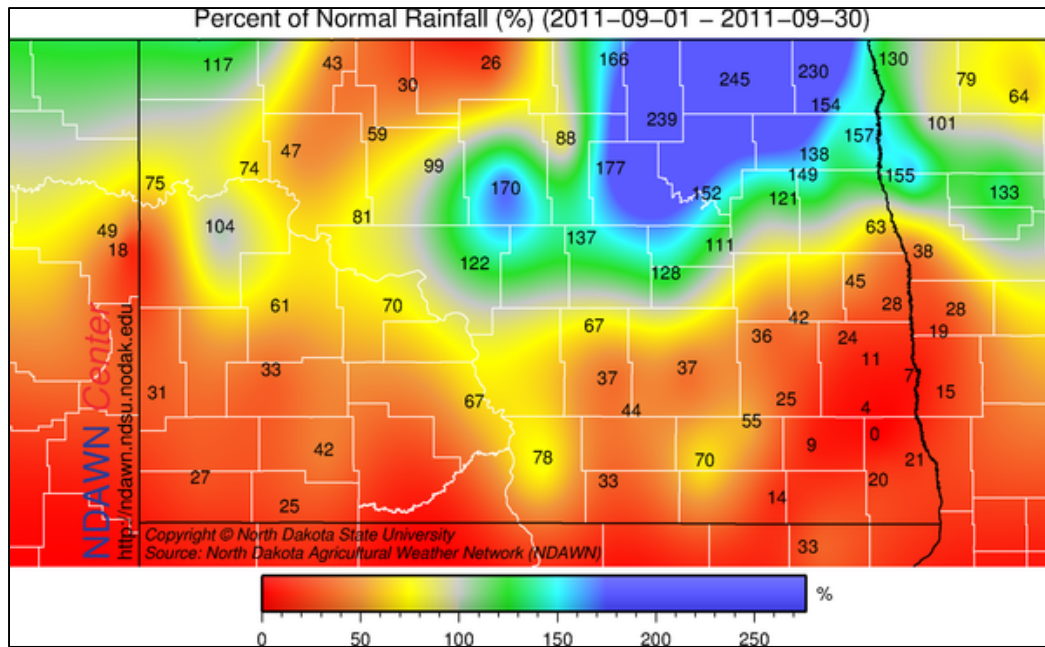 Percent of Normal Rainfall (%) (2011-09-01 – 2011-09-30)
117 43 30 26 166 245 230 130 79 64
154
239 101
47 59 88 157
74 99 177 138
75 170 152 149 155 133
121
49 104 81 63
18 137 111 38
122 128 45
61 70 28 28
67 42
36 24 19
33 37 37 11 7
31 67 25 15
44 4
55
42 78 70 9 0 21
27 33 20
25 14
33
NDAWN Center
http://ndawn.ndsu.nodak.edu
Copyright © North Dakota State University
Source: North Dakota Agricultural Weather Network (NDAWN)
%
0 50 100 150 200 250